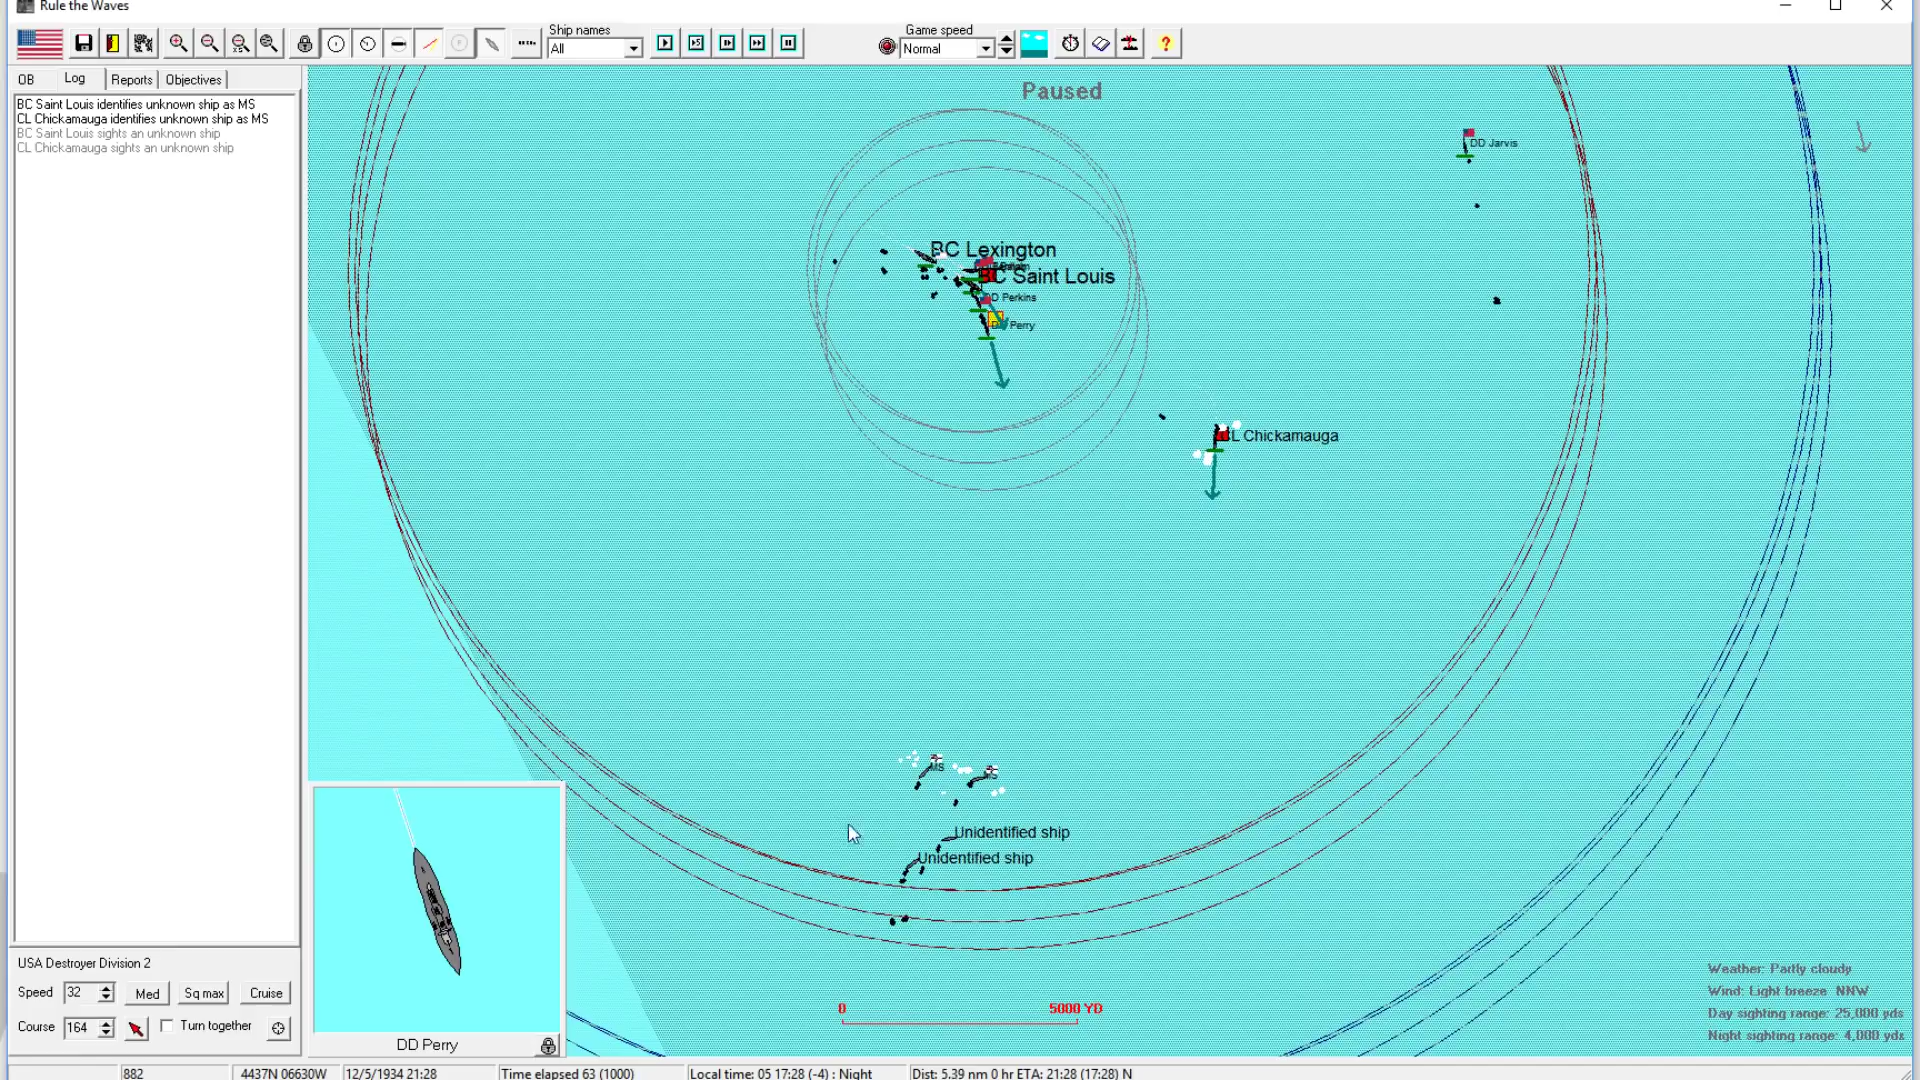 Rule the Waves
Ship names
All
Game speed
Normal
?
OB
Log
Reports
Objectives
BC Saint Louis identifies unknown ship as MS
CL Chickamauga identifies unknown ship as MS
BC Saint Louis sights an unknown ship
CL Chickamauga sights an unknown ship
Paused
DD Jarvis
BC Lexington
BC Saint Louis
DD Perkins
Perry
CL Chickamauga
MS
MS
Unidentified ship
Unidentified ship
USA Destroyer Division 2
Speed 32 Med Sq max Cruise
Course 164 Turn together
DD Perry
0 5000 YD
Weather: Partly cloudy
Wind: Light breeze NNW
Day sighting range: 25,000 yds
Night sighting range: 4,000 yds
882 4437N 06630W 12/5/1934 21:28 Time elapsed 63 (1000) Local time: 05 17:28 (-4) : Night Dist: 5.39 nm 0 hr ETA: 21:28 (17:28) N